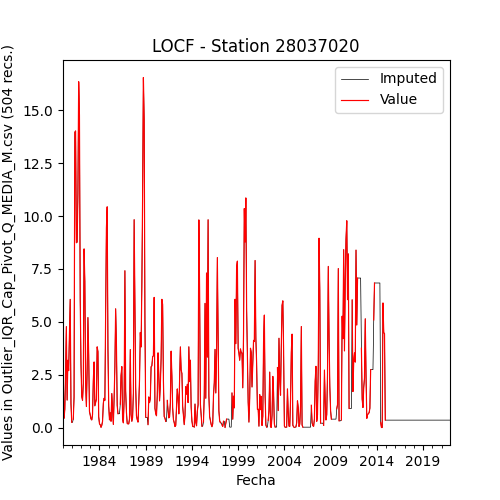 LOCF - Station 28037020
Values in Outlier_IQR_Cap_Pivot_Q_MEDIA_M.csv (504 recs.)
Imputed
Value
15.0
12.5
10.0
7.5
5.0
2.5
0.0
1984 1989 1994 1999 2004 2009 2014 2019
Fecha